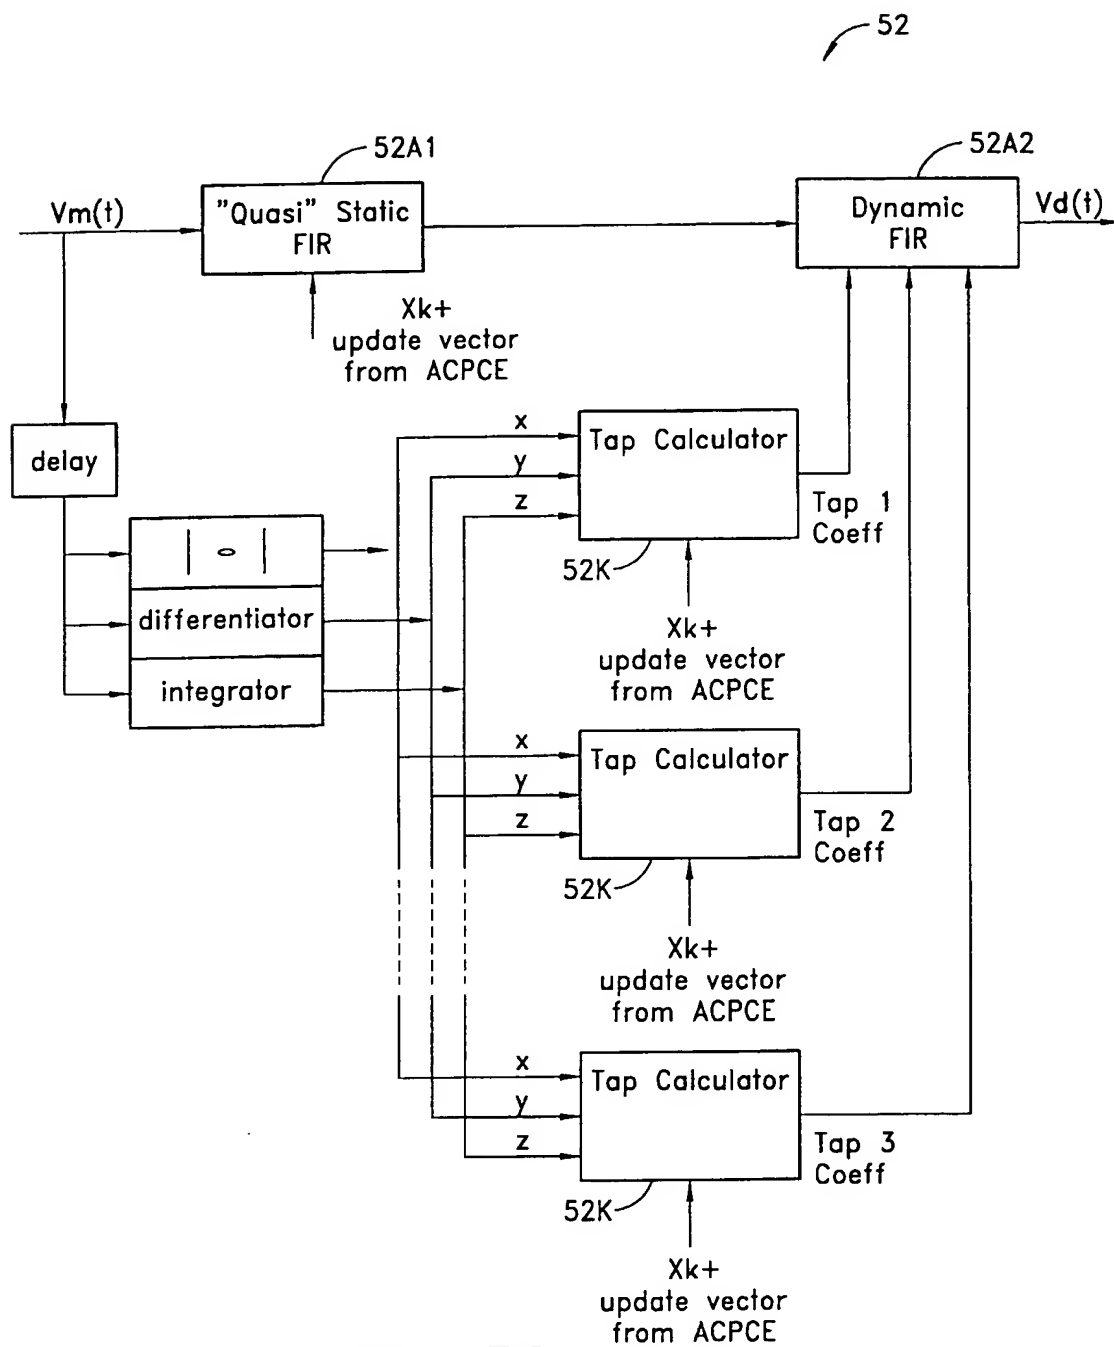 52
52A1
52A2
Vm(t)
"Quasi" Static
FIR
Dynamic
FIR
Vd(t)
Xk+
update vector
from ACPCE
delay
| o |
differentiator
integrator
x
y
z
Tap Calculator
Tap 1
Coeff
52K
Xk+
update vector
from ACPCE
x
y
z
Tap Calculator
Tap 2
Coeff
52K
Xk+
update vector
from ACPCE
x
y
z
Tap Calculator
Tap 3
Coeff
52K
Xk+
update vector
from ACPCE